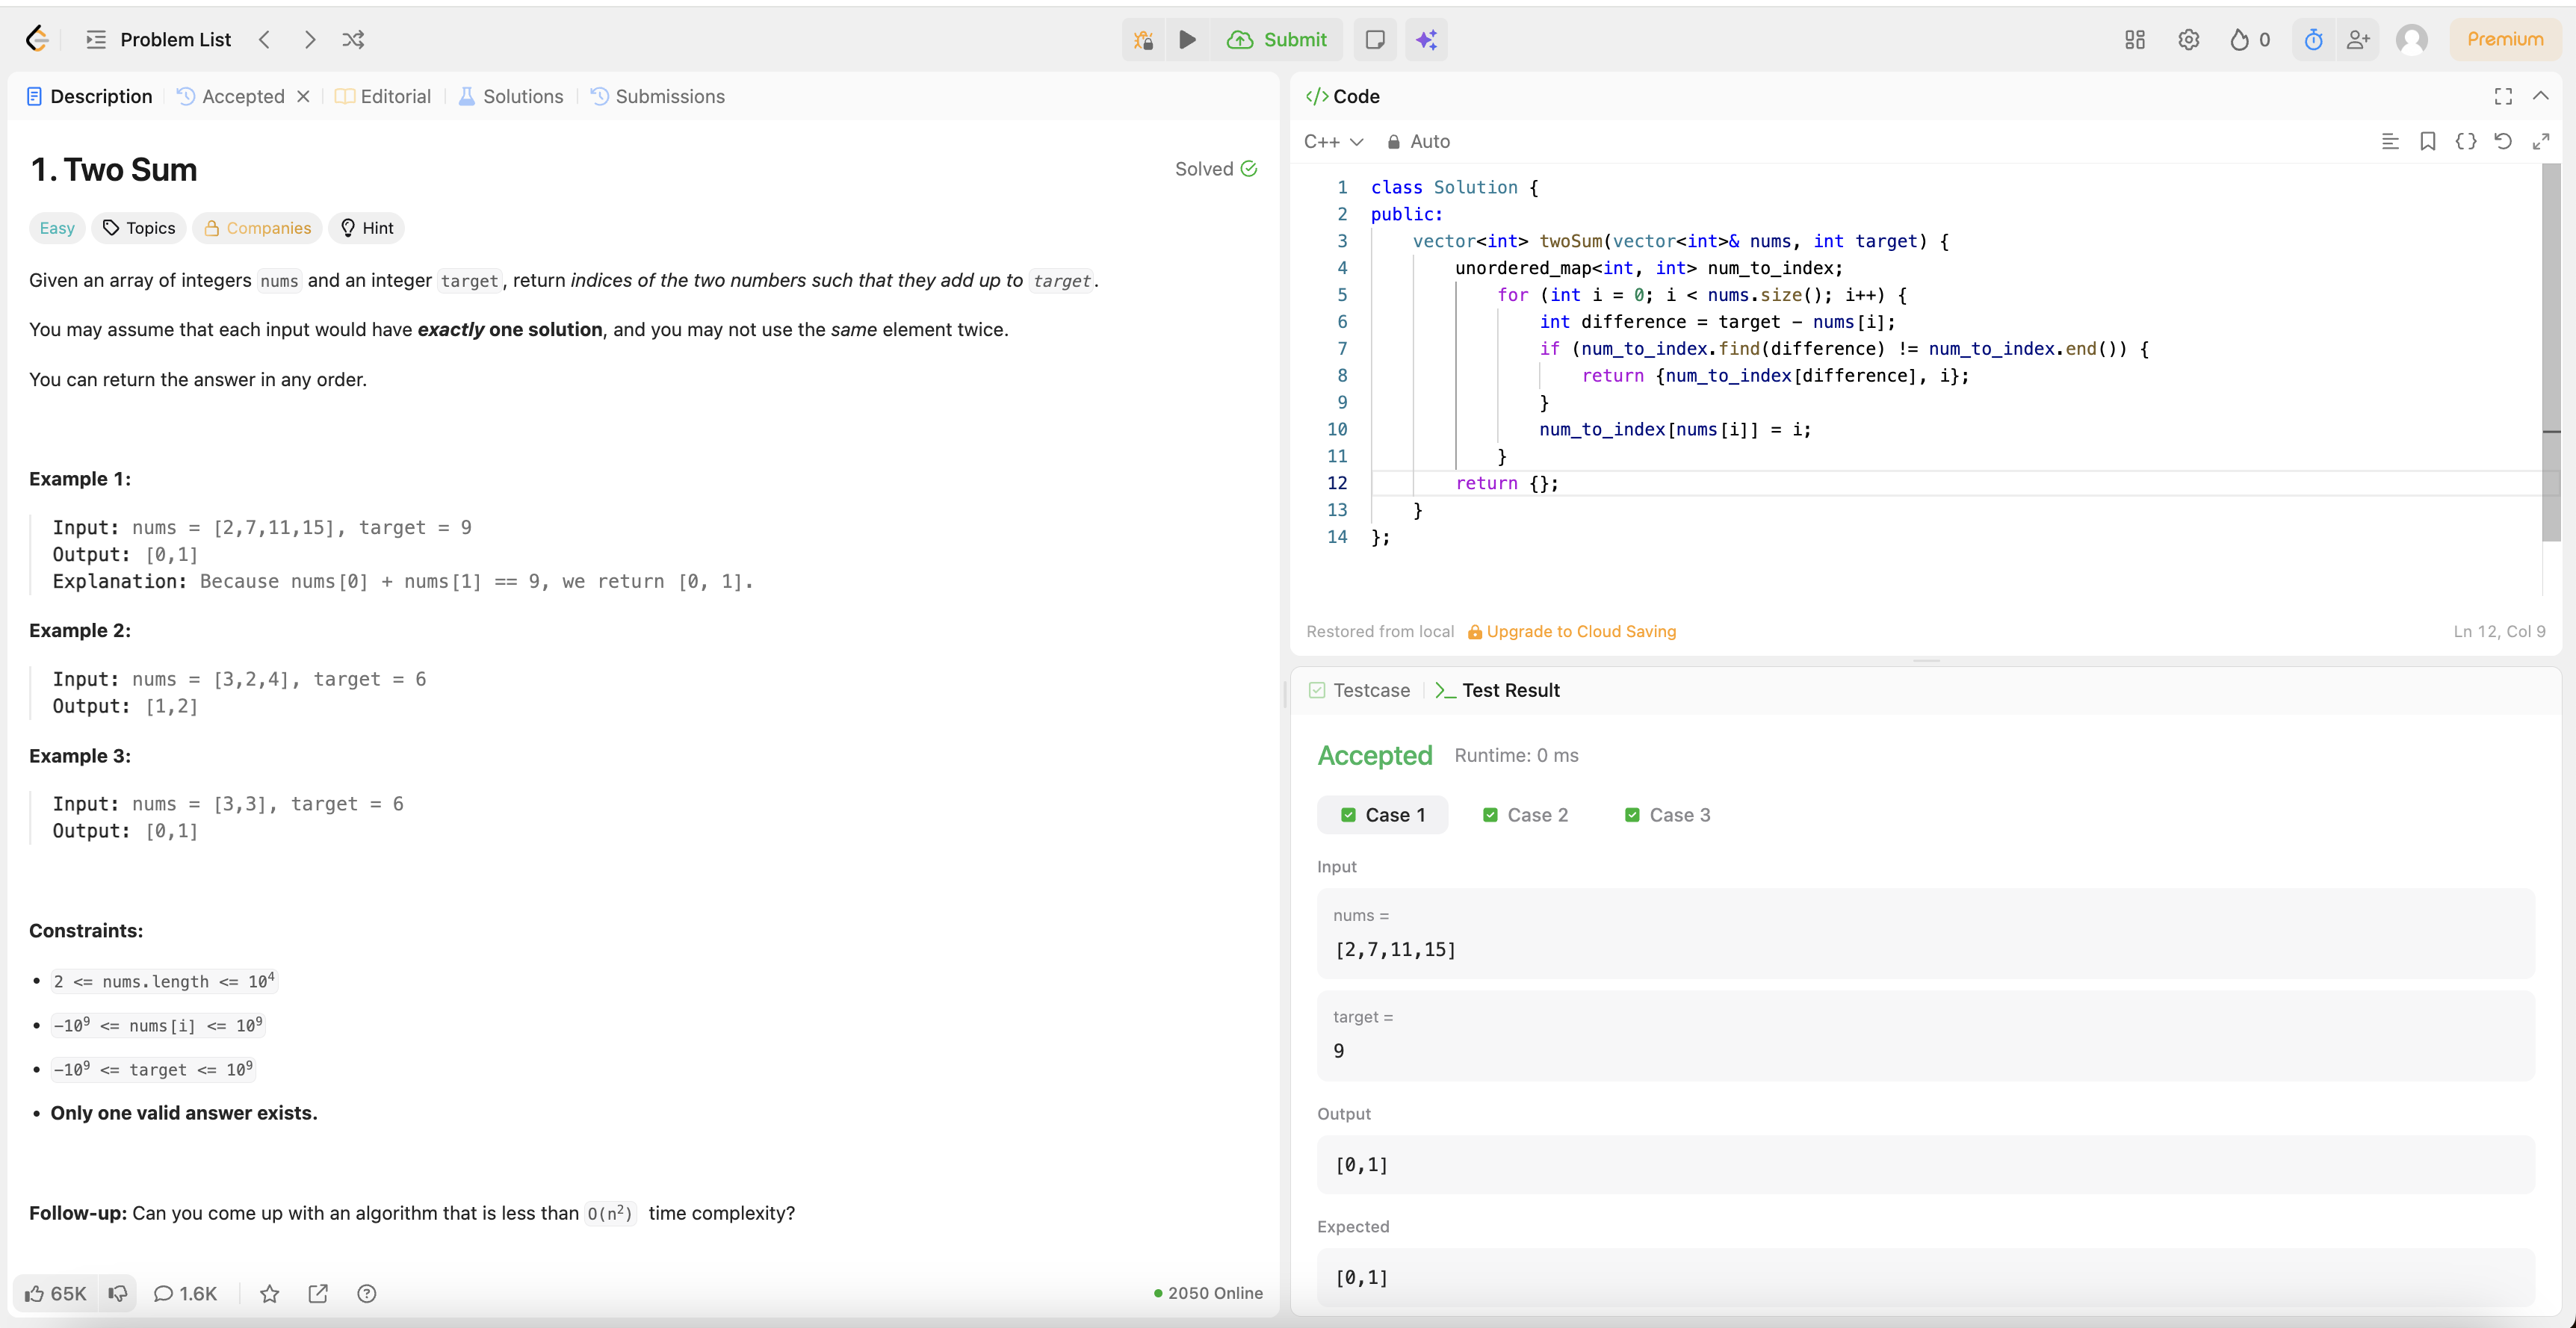 Problem List
Submit
0
Premium
Description
Accepted
Editorial
Solutions
Submissions
1. Two Sum
Solved
Easy
Topics
Companies
Hint
Given an array of integers nums and an integer target, return indices of the two numbers such that they add up to target.
You may assume that each input would have exactly one solution, and you may not use the same element twice.
You can return the answer in any order.
Example 1:
Input: nums = [2,7,11,15], target = 9
Output: [0,1]
Explanation: Because nums[0] + nums[1] == 9, we return [0, 1].
Example 2:
Input: nums = [3,2,4], target = 6
Output: [1,2]
Example 3:
Input: nums = [3,3], target = 6
Output: [0,1]
Constraints:
• 2 <= nums.length <= 10⁴
• -10⁹ <= nums[i] <= 10⁹
• -10⁹ <= target <= 10⁹
• Only one valid answer exists.
Follow-up: Can you come up with an algorithm that is less than O(n²) time complexity?
65K
1.6K
2050 Online
</> Code
C++
Auto
1 class Solution {
2 public:
3     vector<int> twoSum(vector<int>& nums, int target) {
4         unordered_map<int, int> num_to_index;
5             for (int i = 0; i < nums.size(); i++) {
6                 int difference = target - nums[i];
7                 if (num_to_index.find(difference) != num_to_index.end()) {
8                     return {num_to_index[difference], i};
9                 }
10                 num_to_index[nums[i]] = i;
11             }
12         return {};
13     }
14 };
Restored from local
Upgrade to Cloud Saving
Ln 12, Col 9
Testcase
>_ Test Result
Accepted
Runtime: 0 ms
Case 1
Case 2
Case 3
Input
nums =
[2,7,11,15]
target =
9
Output
[0,1]
Expected
[0,1]